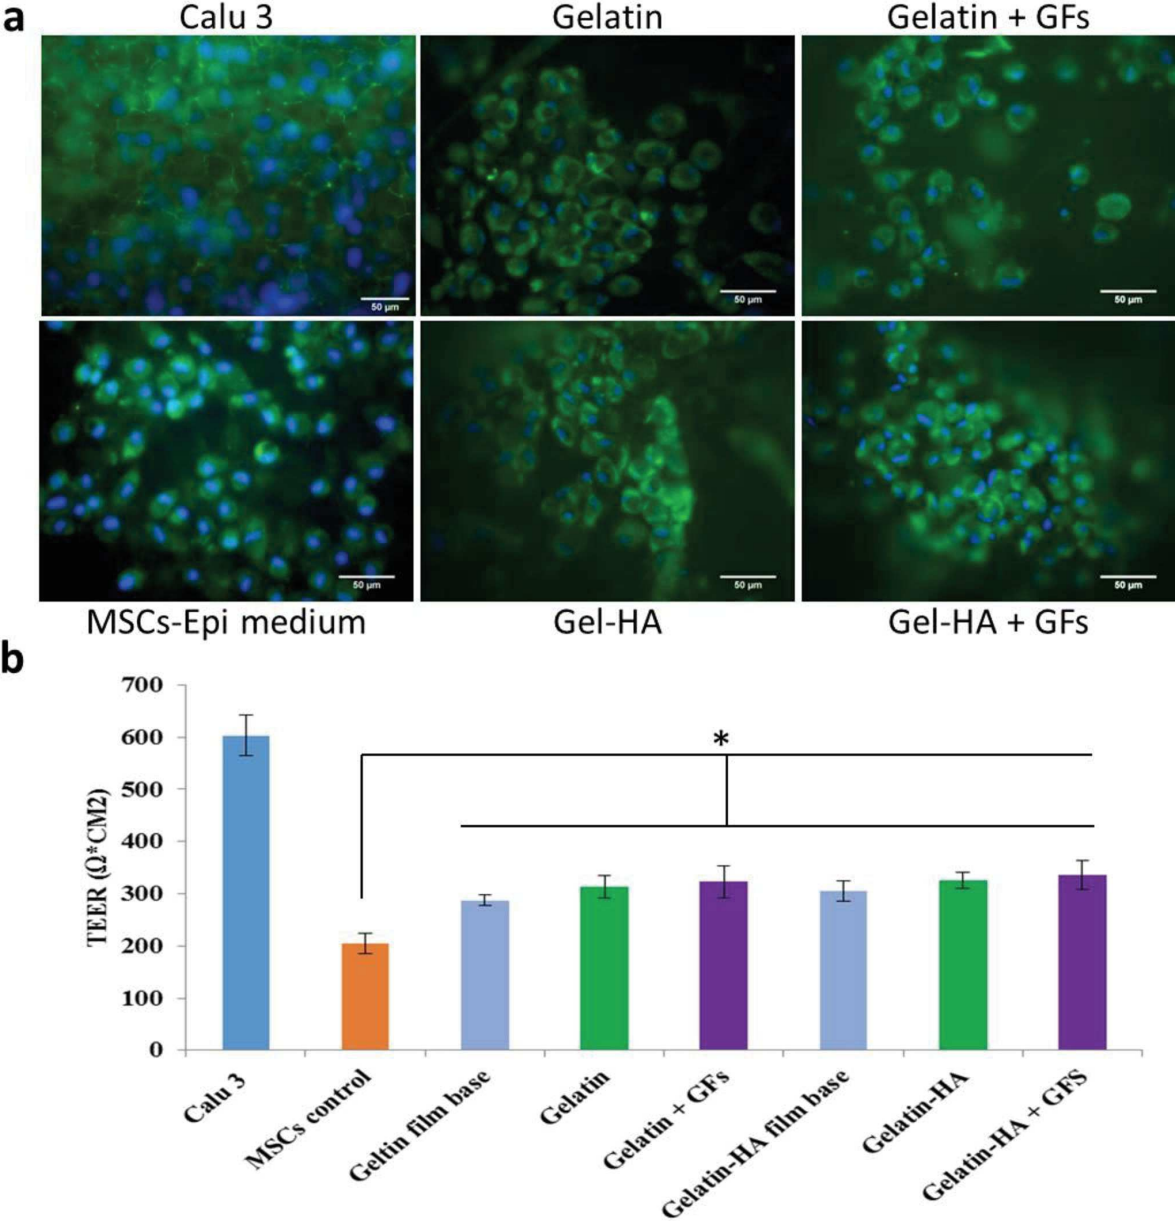 a
Calu 3
Gelatin
Gelatin + GFs
50 µm
50 µm
50 µm
50 µm
50 µm
50 µm
MSCs-Epi medium
Gel-HA
Gel-HA + GFs
b
700
600
500
400
300
200
100
0
TEER (Ω*CM2)
*
Calu 3
MSCs control
Geltin film base
Gelatin
Gelatin + GFs
Gelatin-HA film base
Gelatin-HA
Gelatin-HA + GFS